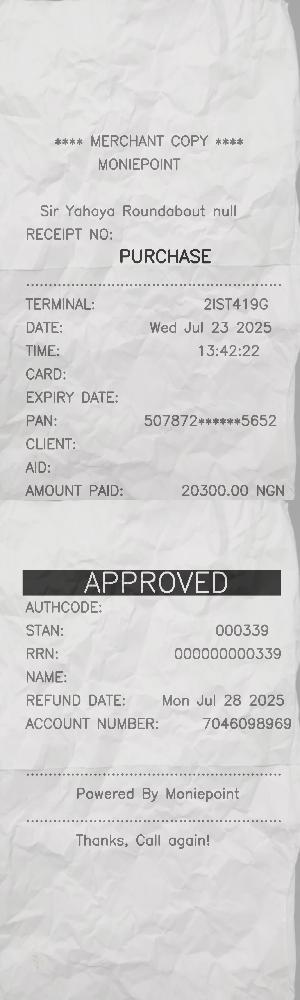 **** MERCHANT COPY ****
MONIEPOINT
Sir Yahaya Roundabout null
RECEIPT NO:
PURCHASE
TERMINAL: 2IST419G
DATE: Wed Jul 23 2025
TIME: 13:42:22
CARD:
EXPIRY DATE:
PAN: 507872******5652
CLIENT:
AID:
AMOUNT PAID: 20300.00 NGN
APPROVED
AUTHCODE:
STAN: 000339
RRN: 000000000339
NAME:
REFUND DATE: Mon Jul 28 2025
ACCOUNT NUMBER: 7046098969
Powered By Moniepoint
Thanks, Call again!